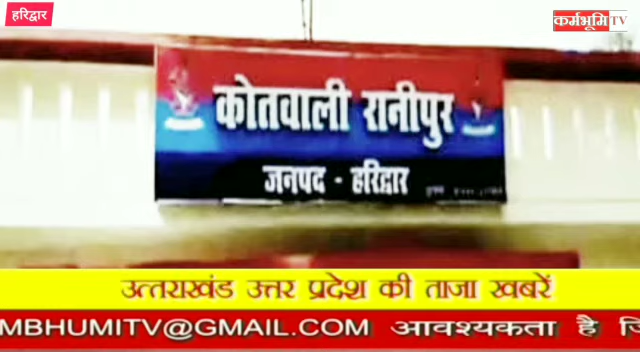 हरिद्वार
कर्मभूमि TV
कोतवाली रानीपुर
जनपद - हरिद्वार
उत्तराखंड उत्तर प्रदेश की ताजा खबरें
MBHUMITV@GMAIL.COM आवश्यकता है